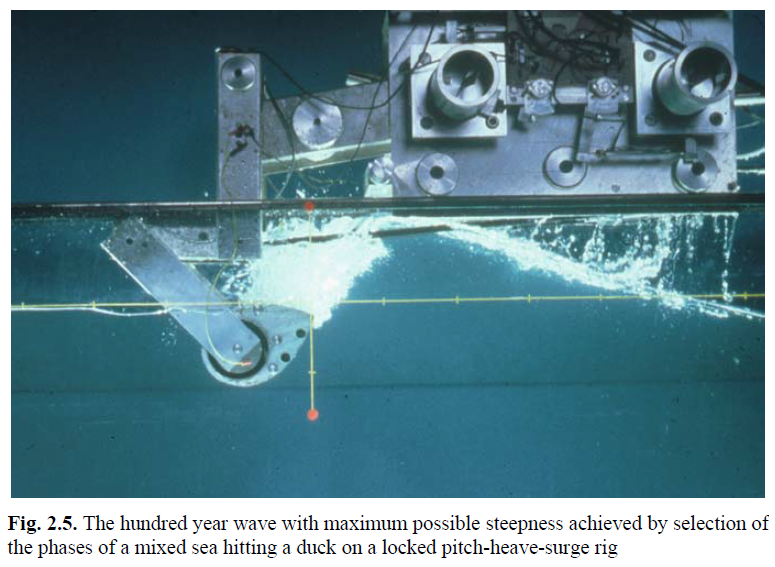 Fig. 2.5. The hundred year wave with maximum possible steepness achieved by selection of
the phases of a mixed sea hitting a duck on a locked pitch-heave-surge rig